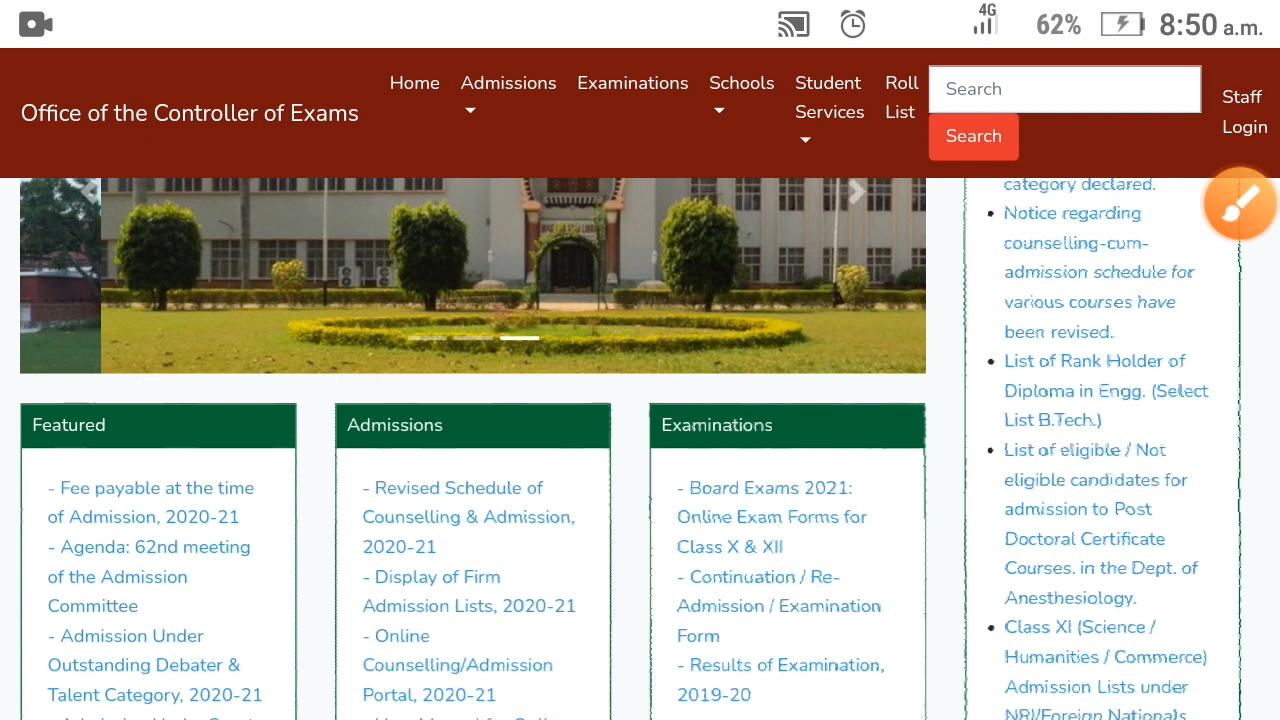 4G
62%
8:50 a.m.
Office of the Controller of Exams
Home
Admissions
Examinations
Schools
Student
Services
Roll
List
Search
Search
Staff
Login
category declared.
Notice regarding
counselling-cum-
admission schedule for
various courses have
been revised.
List of Rank Holder of
Diploma in Engg. (Select
List B.Tech.)
List of eligible / Not
eligible candidates for
admission to Post
Doctoral Certificate
Courses. in the Dept. of
Anesthesiology.
Class XI (Science /
Humanities / Commerce)
Admission Lists under
NRI/Foreign Nationals
Featured
- Fee payable at the time
of Admission, 2020-21
- Agenda: 62nd meeting
of the Admission
Committee
- Admission Under
Outstanding Debater &
Talent Category, 2020-21
Admissions
- Revised Schedule of
Counselling & Admission,
2020-21
- Display of Firm
Admission Lists, 2020-21
- Online
Counselling/Admission
Portal, 2020-21
Examinations
- Board Exams 2021:
Online Exam Forms for
Class X & XII
- Continuation / Re-
Admission / Examination
Form
- Results of Examination,
2019-20